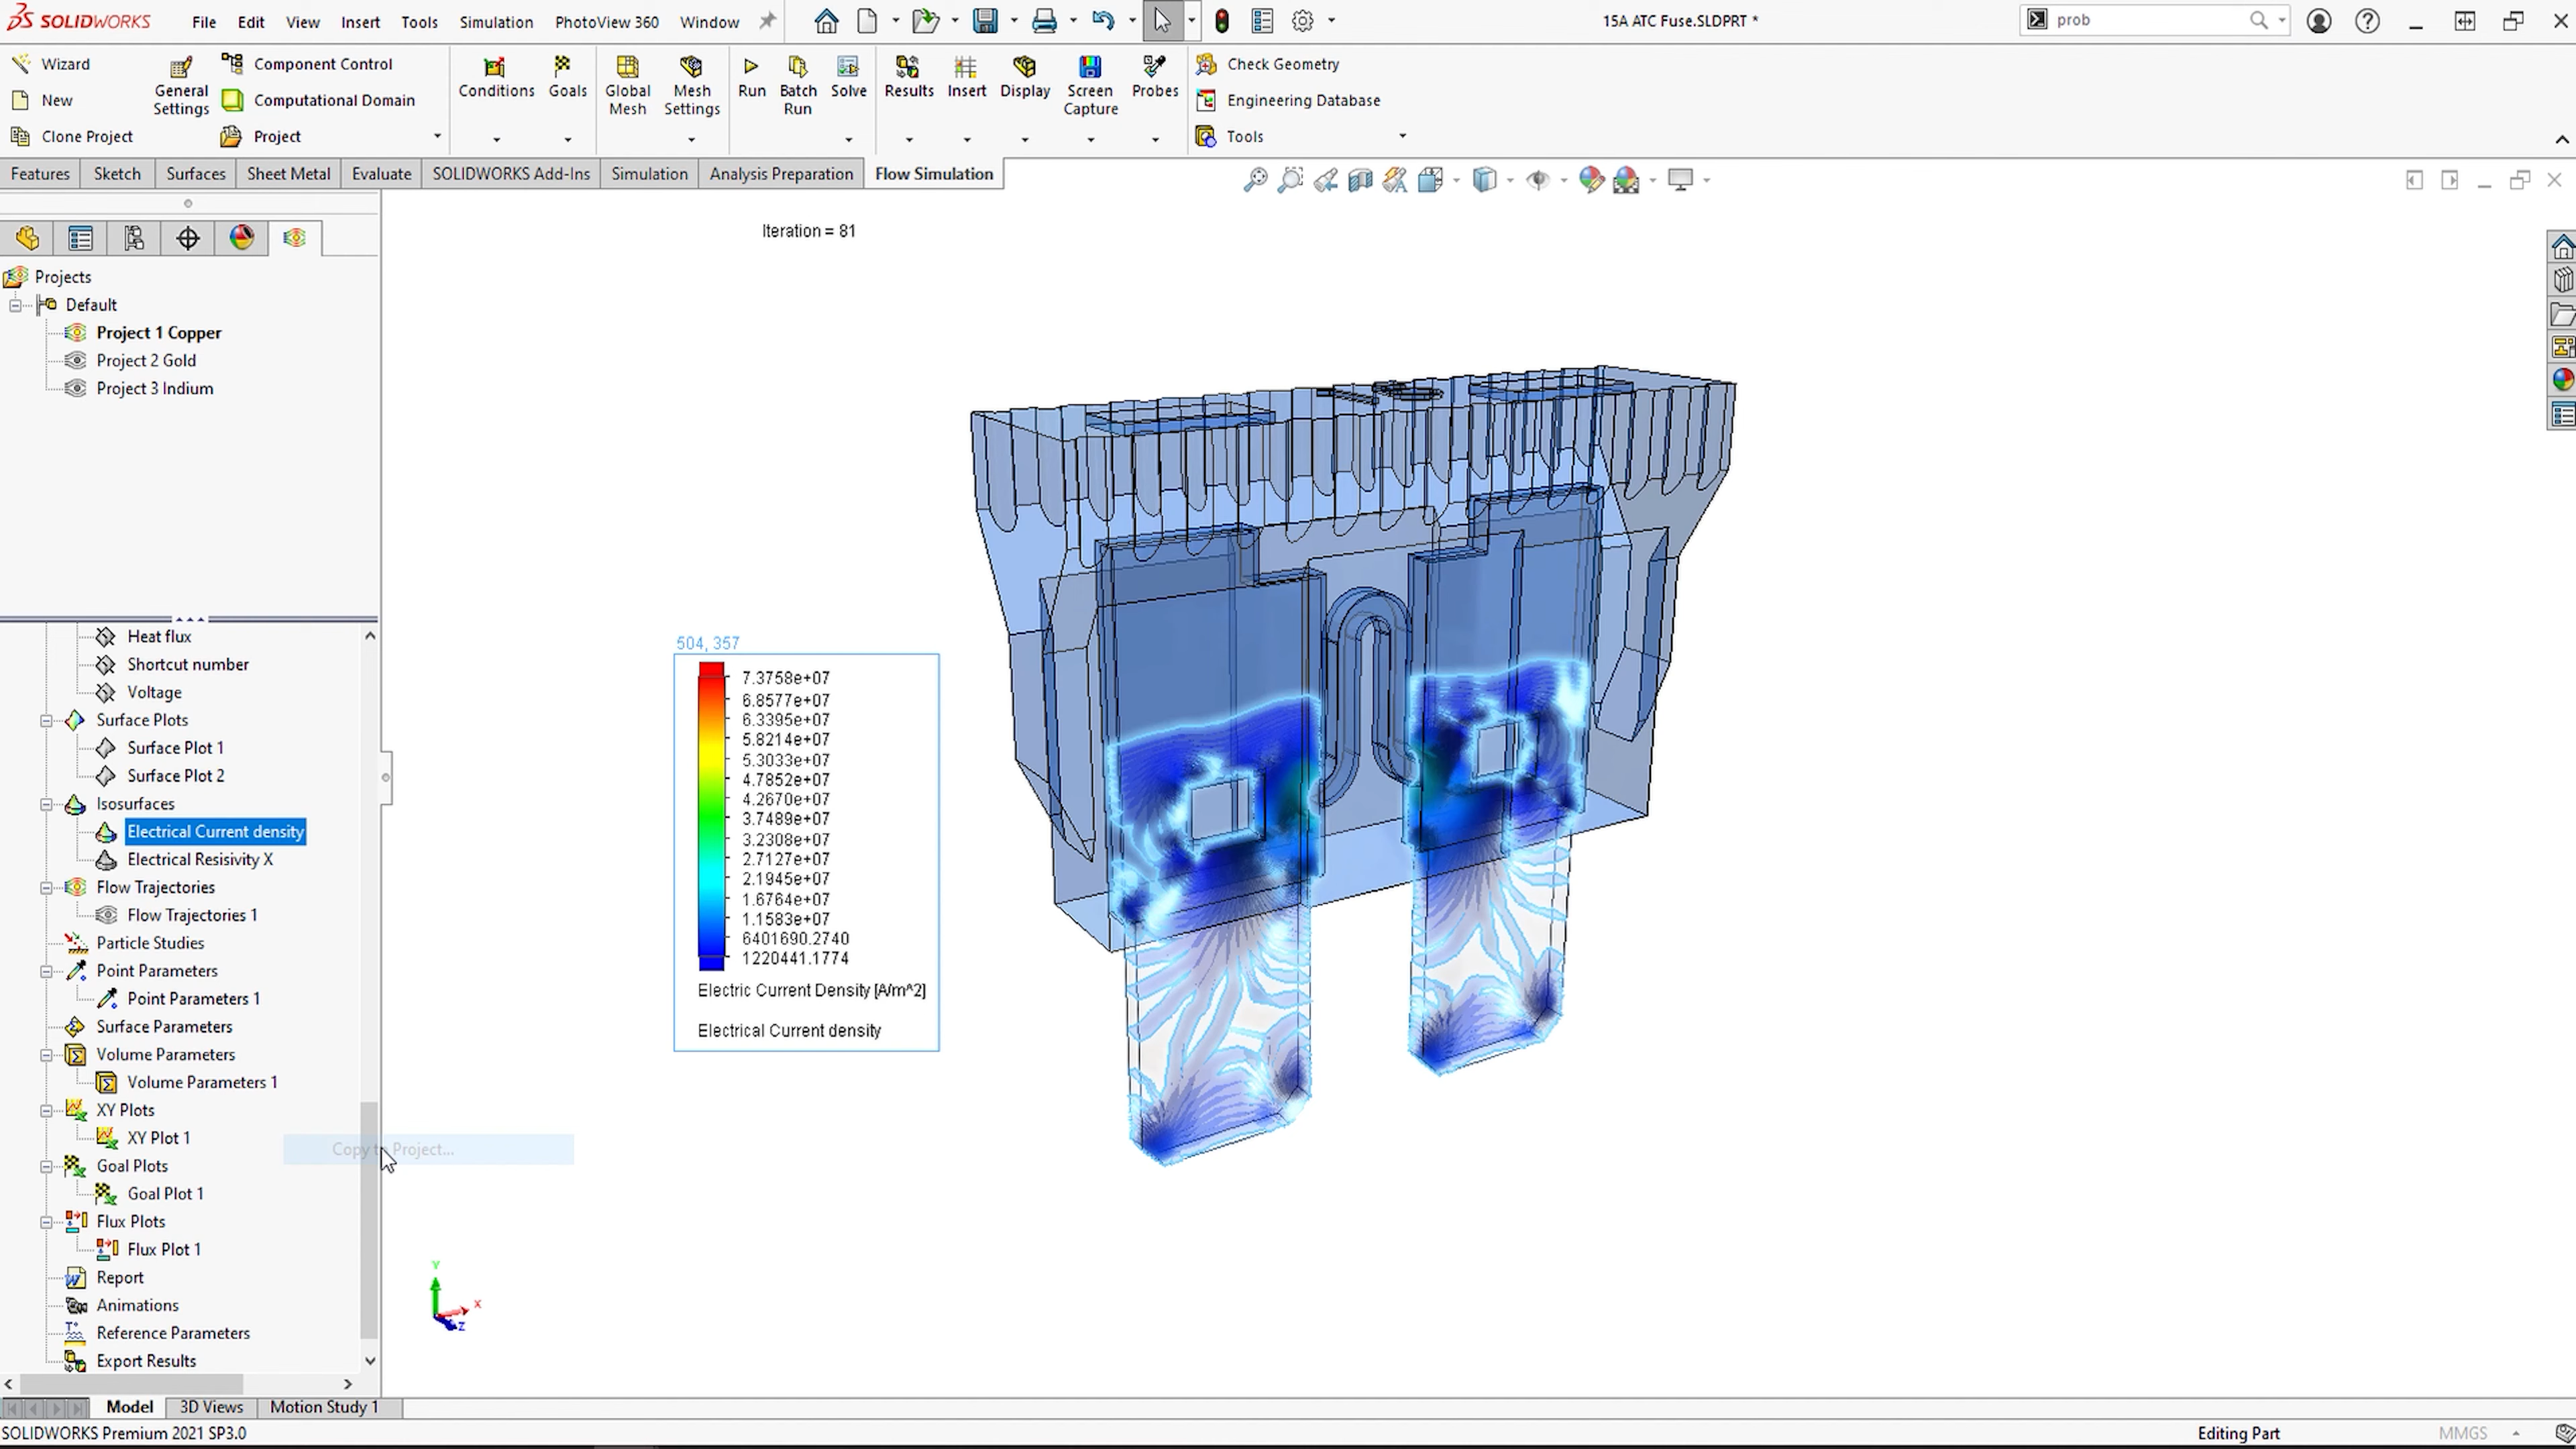 SOLIDWORKS
File Edit View Insert Tools Simulation PhotoView 360 Window
15A ATC Fuse.SLDPRT *
prob
Wizard
New
Clone Project
General Settings
Component Control
Computational Domain
Project
Conditions
Goals
Global Mesh
Mesh Settings
Run
Batch Run
Solve
Results
Insert
Display
Screen Capture
Probes
Check Geometry
Engineering Database
Tools
Features Sketch Surfaces Sheet Metal Evaluate SOLIDWORKS Add-Ins Simulation Analysis Preparation Flow Simulation
Iteration = 81
Projects
Default
Project 1 Copper
Project 2 Gold
Project 3 Indium
Heat flux
Shortcut number
Voltage
Surface Plots
Surface Plot 1
Surface Plot 2
Isosurfaces
Electrical Current density
Electrical Resisivity X
Flow Trajectories
Flow Trajectories 1
Particle Studies
Point Parameters
Point Parameters 1
Surface Parameters
Volume Parameters
Volume Parameters 1
XY Plots
XY Plot 1
Goal Plots
Goal Plot 1
Flux Plots
Flux Plot 1
Report
Animations
Reference Parameters
Export Results
Copy to Project...
504, 357
7.3758e+07
6.8577e+07
6.3395e+07
5.8214e+07
5.3033e+07
4.7852e+07
4.2670e+07
3.7489e+07
3.2308e+07
2.7127e+07
2.1945e+07
1.6764e+07
1.1583e+07
6401690.2740
1220441.1774
Electric Current Density [A/m^2]
Electrical Current density
Y
X
Z
Model 3D Views Motion Study 1
SOLIDWORKS Premium 2021 SP3.0
Editing Part
MMGS